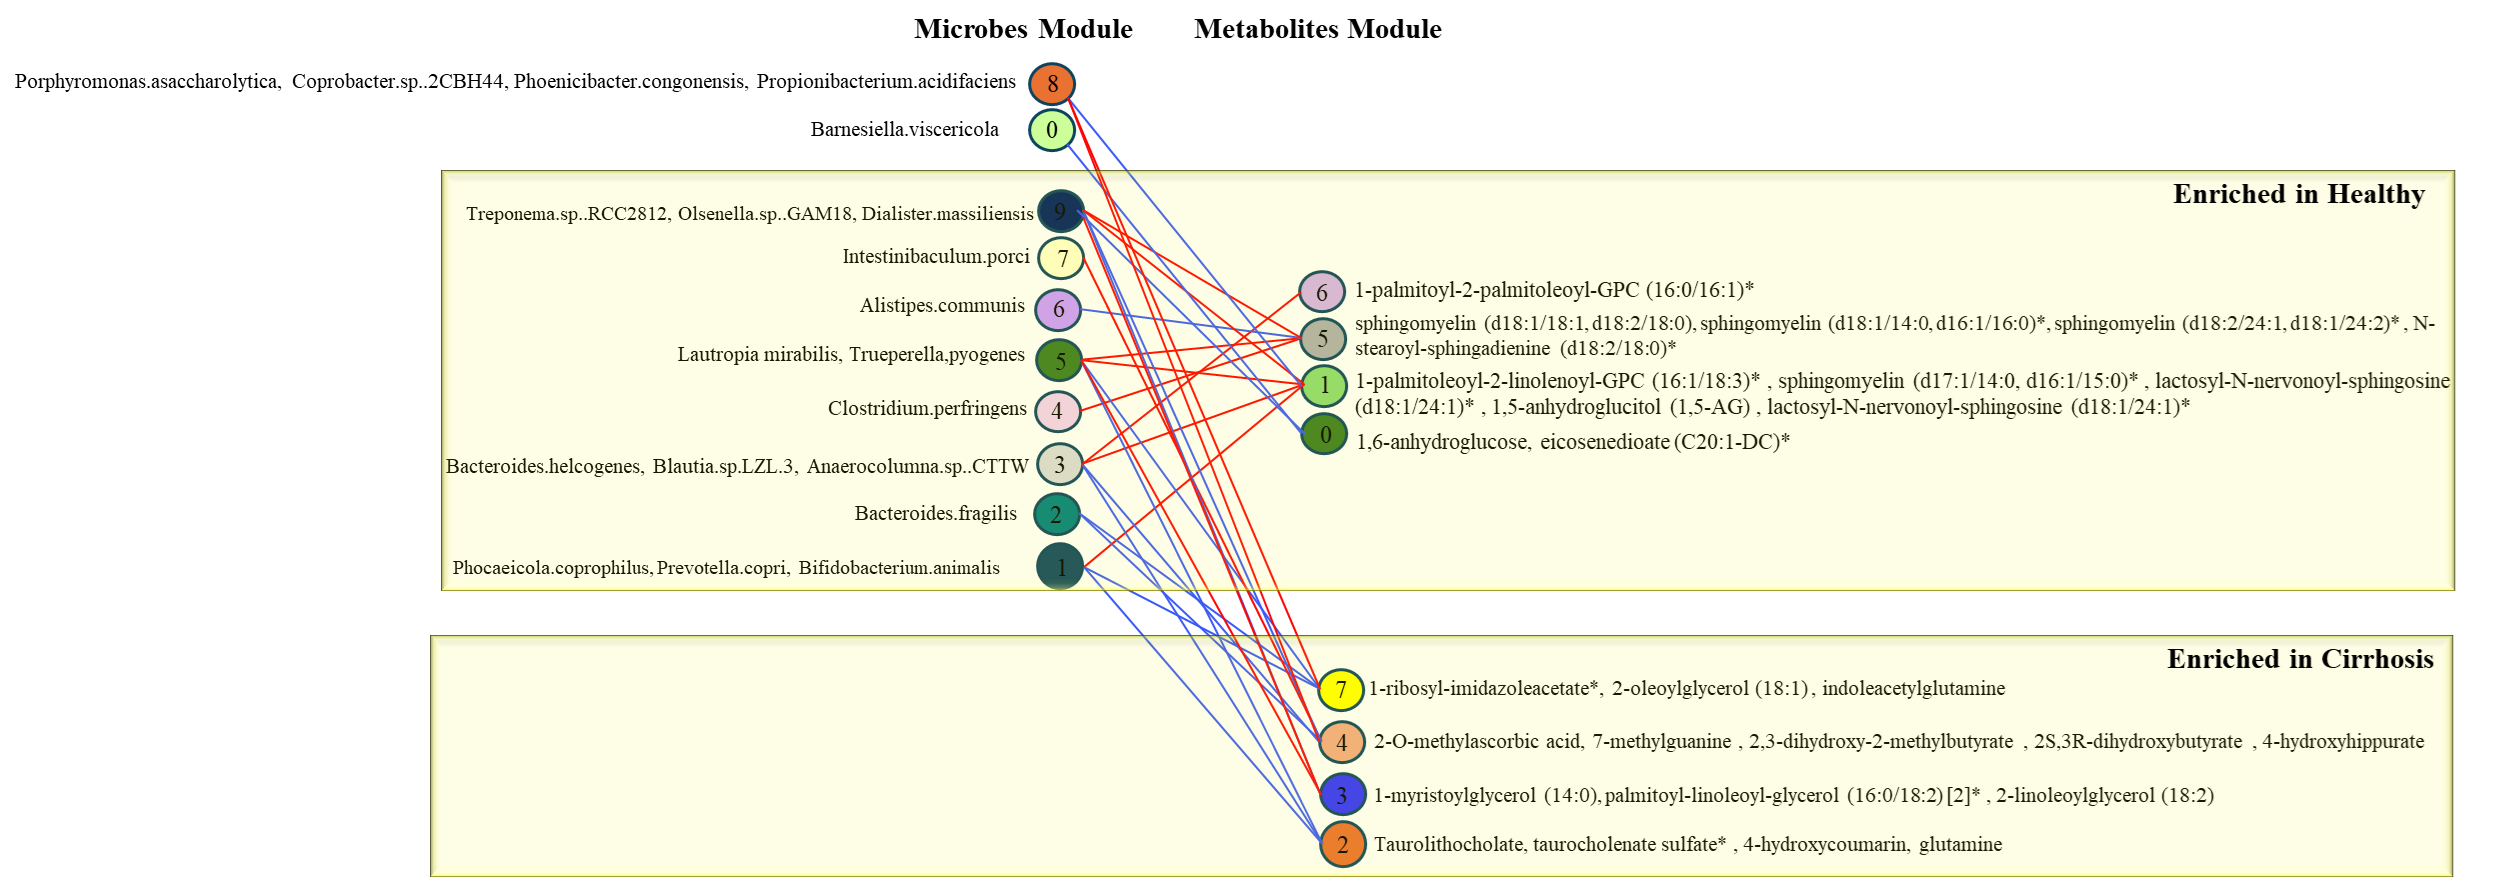 Microbes Module Metabolites Module
Porphyromonas.asaccharolytica, Coprobacter.sp..2CBH44, Phoenicibacter.congonensis, Propionibacterium.acidifaciens 8
Barnesiella.viscericola 0
Enriched in Healthy
Treponema.sp..RCC2812, Olsenella.sp..GAM18, Dialister.massiliensis 9
Intestinibaculum.porci 7
Alistipes.communis 6
Lautropia mirabilis, Trueperella,pyogenes 5
Clostridium.perfringens 4
Bacteroides.helcogenes, Blautia.sp.LZL.3, Anaerocolumna.sp..CTTW 3
Bacteroides.fragilis 2
Phocaeicola.coprophilus, Prevotella.copri, Bifidobacterium.animalis 1
6 1-palmitoyl-2-palmitoleoyl-GPC (16:0/16:1)*
5 sphingomyelin (d18:1/18:1, d18:2/18:0), sphingomyelin (d18:1/14:0, d16:1/16:0)*, sphingomyelin (d18:2/24:1, d18:1/24:2)* , N-
stearoyl-sphingadienine (d18:2/18:0)*
1 1-palmitoleoyl-2-linolenoyl-GPC (16:1/18:3)* , sphingomyelin (d17:1/14:0, d16:1/15:0)* , lactosyl-N-nervonoyl-sphingosine
(d18:1/24:1)* , 1,5-anhydroglucitol (1,5-AG) , lactosyl-N-nervonoyl-sphingosine (d18:1/24:1)*
0 1,6-anhydroglucose, eicosenedioate (C20:1-DC)*
Enriched in Cirrhosis
7 1-ribosyl-imidazoleacetate*, 2-oleoylglycerol (18:1), indoleacetylglutamine
4 2-O-methylascorbic acid, 7-methylguanine , 2,3-dihydroxy-2-methylbutyrate , 2S,3R-dihydroxybutyrate , 4-hydroxyhippurate
3 1-myristoylglycerol (14:0), palmitoyl-linoleoyl-glycerol (16:0/18:2) [2]* , 2-linoleoylglycerol (18:2)
2 Taurolithocholate, taurocholenate sulfate* , 4-hydroxycoumarin, glutamine